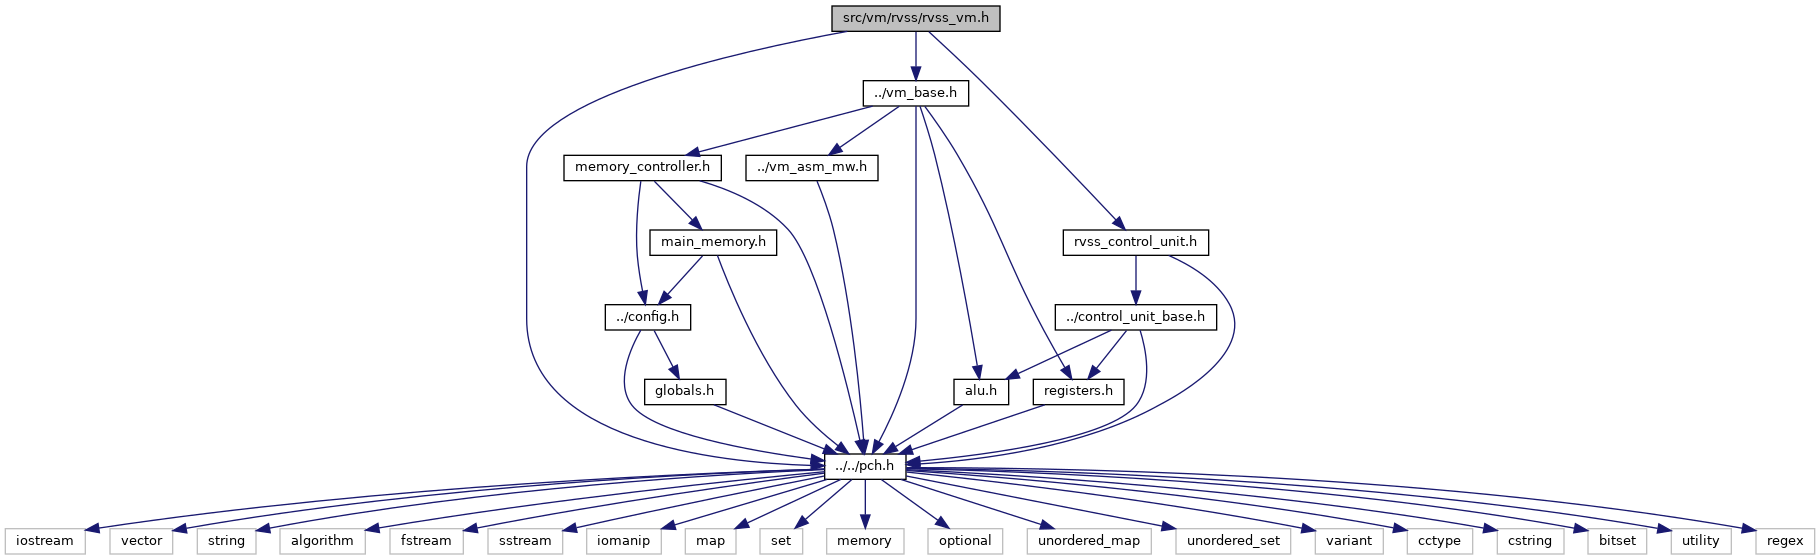 src/vm/rvss/rvss_vm.h
../vm_base.h
memory_controller.h
../vm_asm_mw.h
main_memory.h
rvss_control_unit.h
../config.h
../control_unit_base.h
globals.h
alu.h
registers.h
../../pch.h
iostream
vector
string
algorithm
fstream
sstream
iomanip
map
set
memory
optional
unordered_map
unordered_set
variant
cctype
cstring
bitset
utility
regex